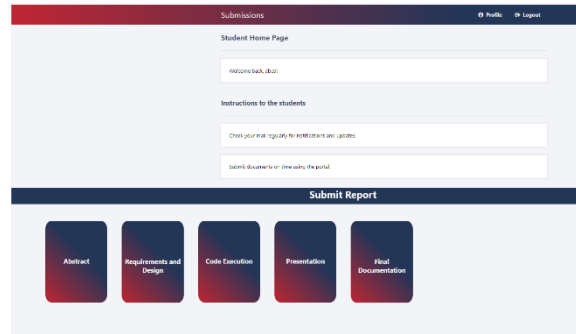 Submissions
Profile
Logout
Student Home Page
Welcome back, abcd!
Instructions to the students
Check your mail regularly for notifications and updates.
Submit documents on time using the portal.
Submit Report
Abstract
Requirements and
Design
Code Execution
Presentation
Final
Documentation